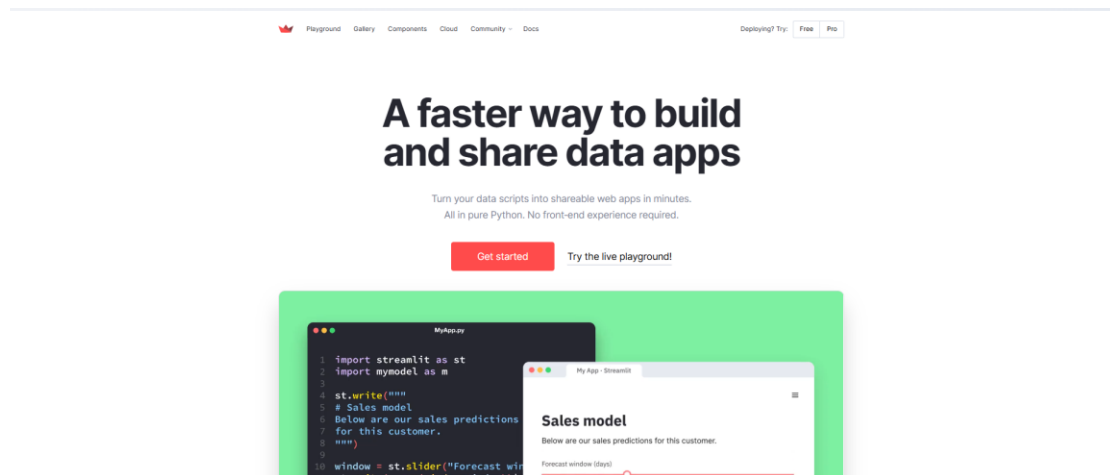 Playground Gallery Components Cloud Community Docs
Deploying? Try: Free Pro
A faster way to build
and share data apps
Turn your data scripts into shareable web apps in minutes.
All in pure Python. No front-end experience required.
Get started
Try the live playground!
MyApp.py
1 import streamlit as st
2 import mymodel as m
3
4 st.write("""
5 # Sales model
6 Below are our sales predictions
7 for this customer.
8 """)
9
10 window = st.slider("Forecast win
My App - Streamlit
Sales model
Below are our sales predictions for this customer.
Forecast window (days)